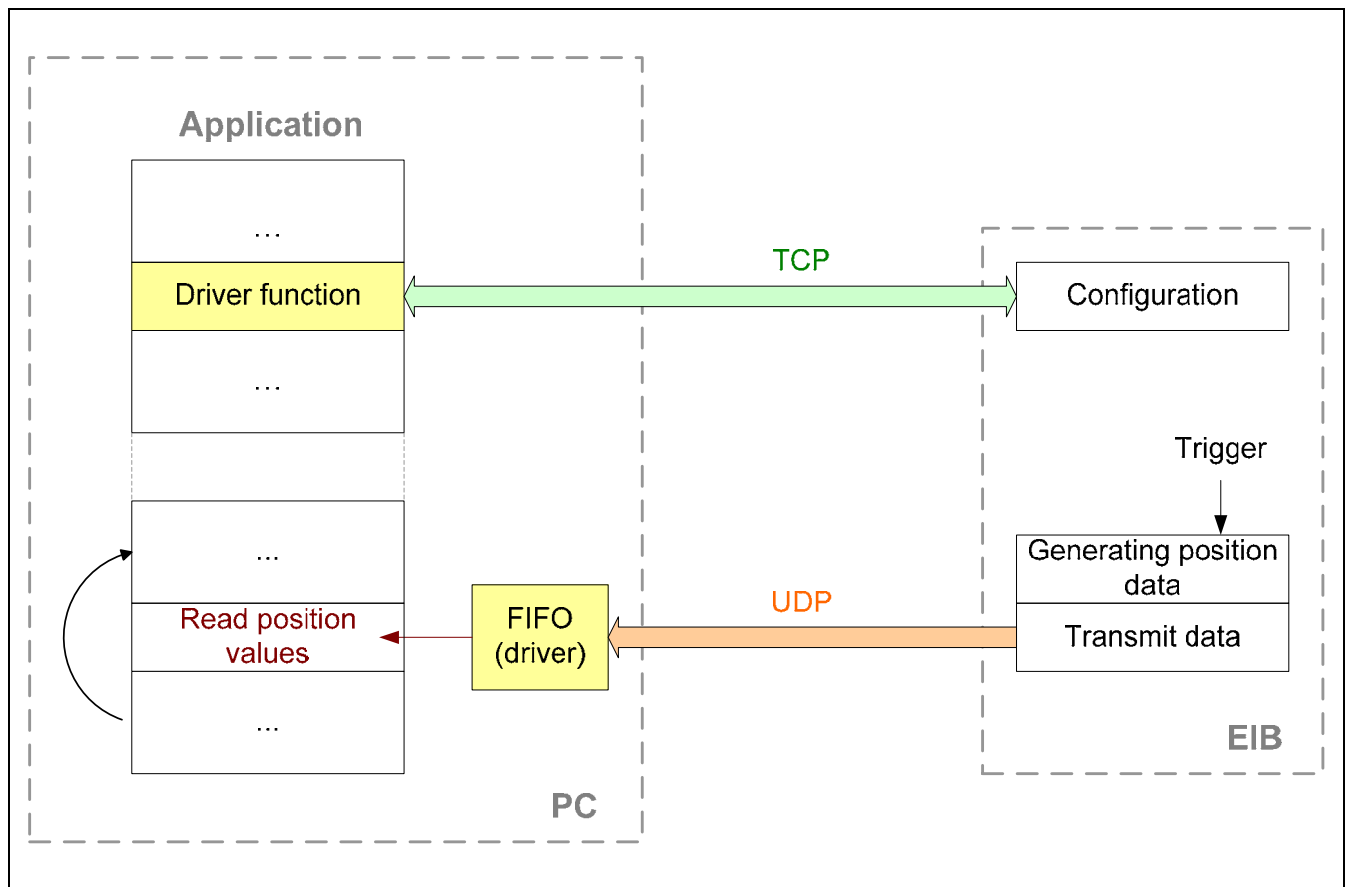 Application
...
Driver function
TCP
Configuration
...
Trigger
...
Generating position
data
Read position
values
FIFO
(driver)
UDP
Transmit data
...
EIB
PC